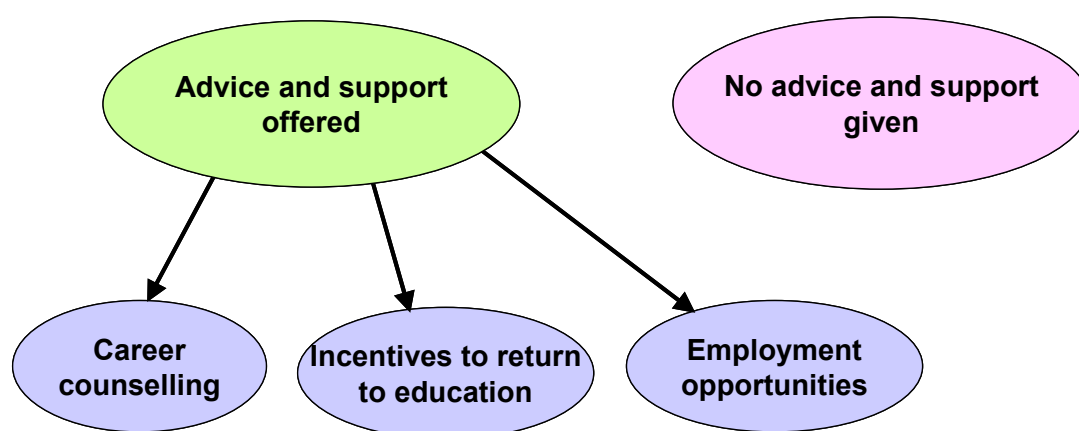 Advice and support
offered
No advice and support
given
Career
counselling
Incentives to return
to education
Employment
opportunities